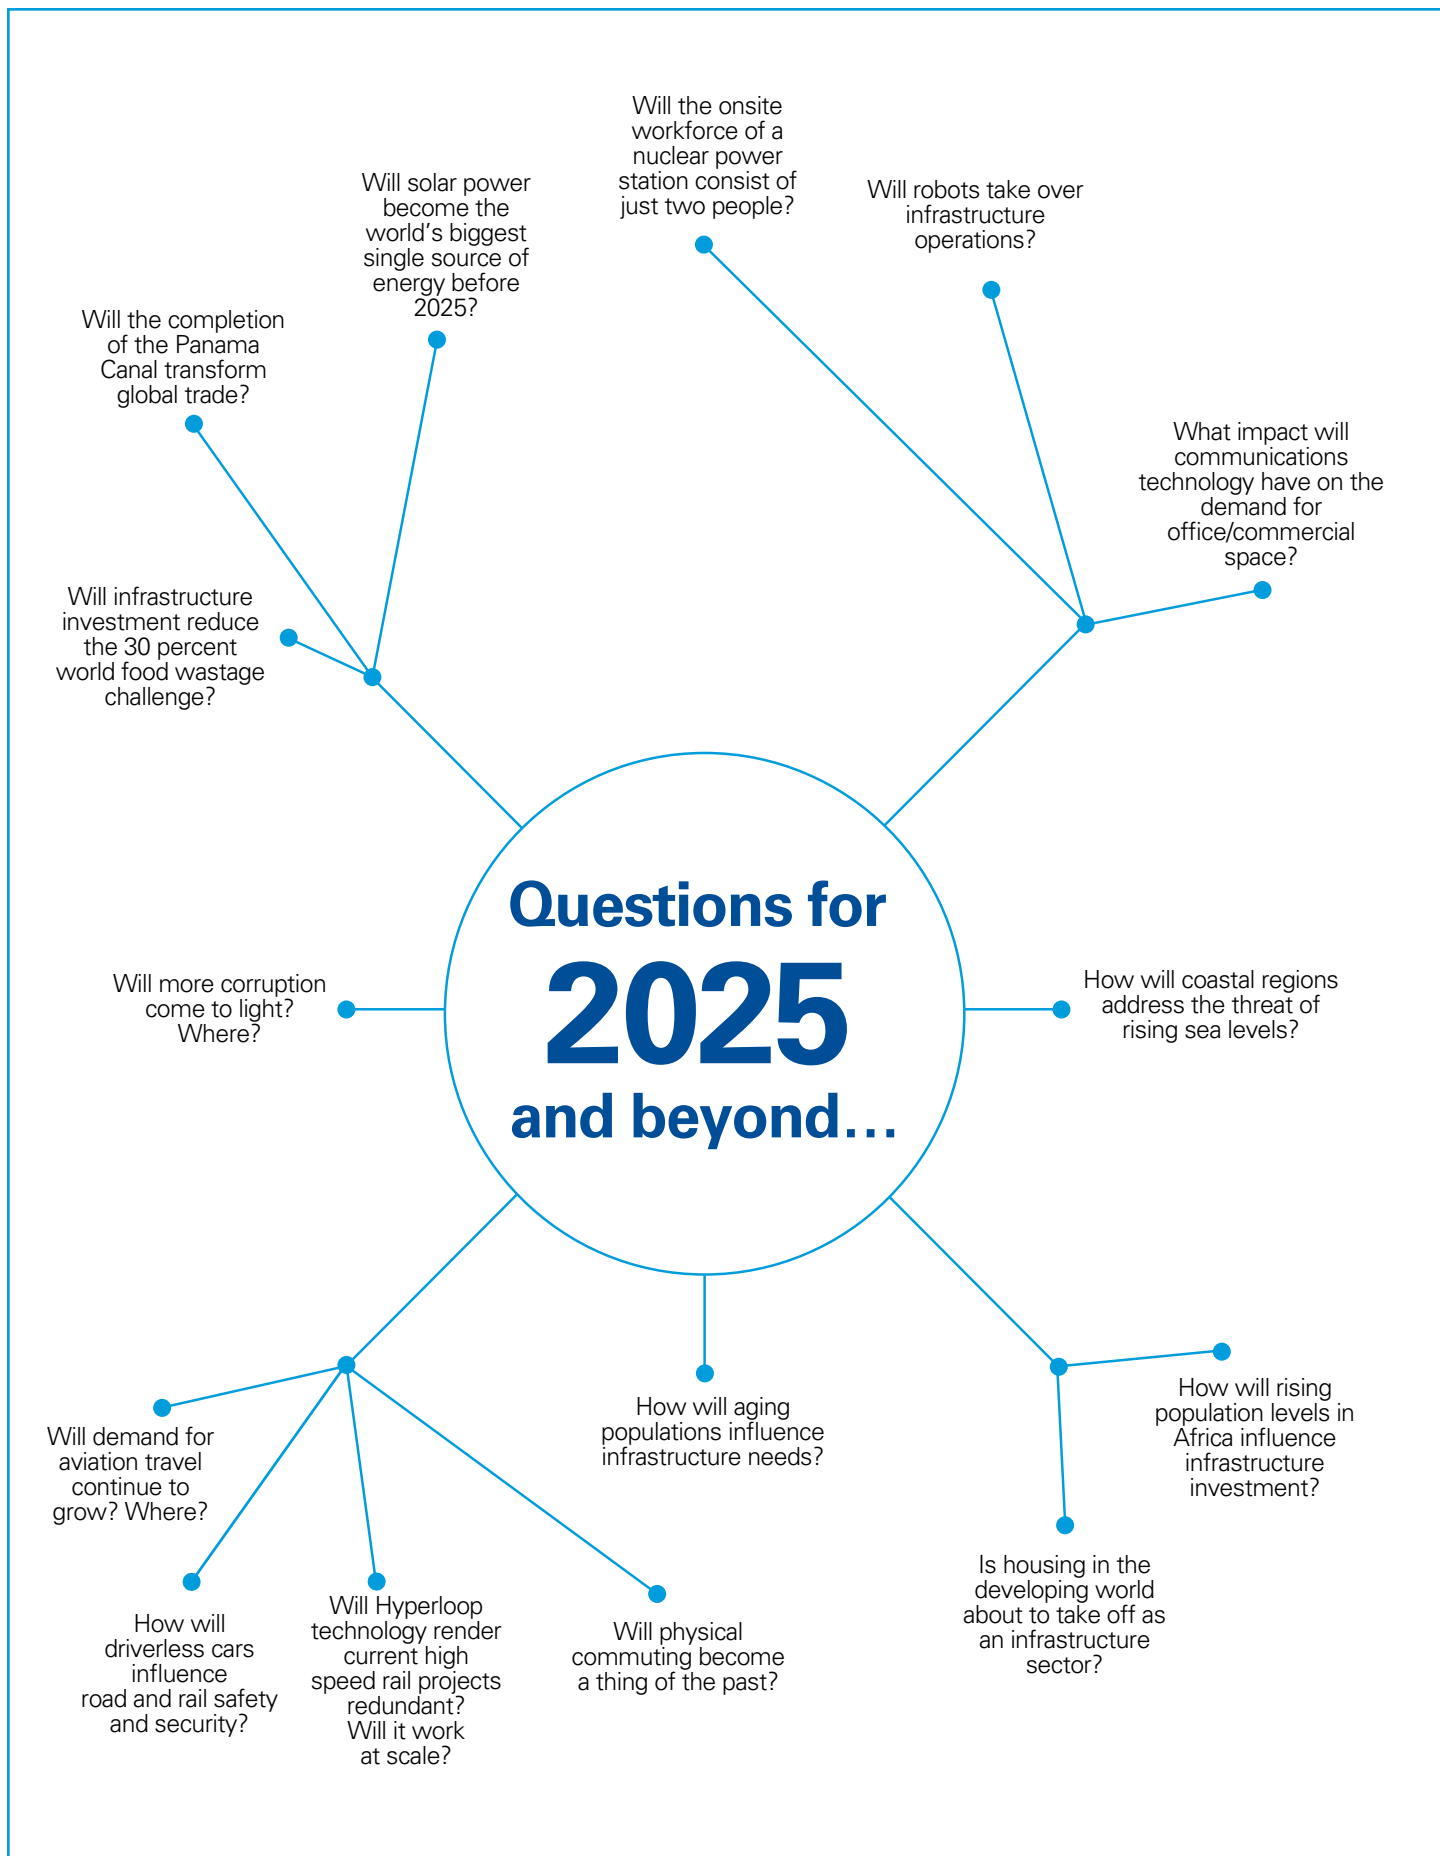 Will the onsite
workforce of a
nuclear power
station consist of
just two people?
Will solar power
become the
world's biggest
single source of
energy before
2025?
Will robots take over
infrastructure
operations?
Will the completion
of the Panama
Canal transform
global trade?
What impact will
communications
technology have on the
demand for
office/commercial
space?
Will infrastructure
investment reduce
the 30 percent
world food wastage
challenge?
Questions for
2025
and beyond…
Will more corruption
come to light?
Where?
How will coastal regions
address the threat of
rising sea levels?
Will demand for
aviation travel
continue to
grow? Where?
How will aging
populations influence
infrastructure needs?
How will rising
population levels in
Africa influence
infrastructure
investment?
How will
driverless cars
influence
road and rail safety
and security?
Will Hyperloop
technology render
current high
speed rail projects
redundant?
Will it work
at scale?
Will physical
commuting become
a thing of the past?
Is housing in the
developing world
about to take off as
an infrastructure
sector?